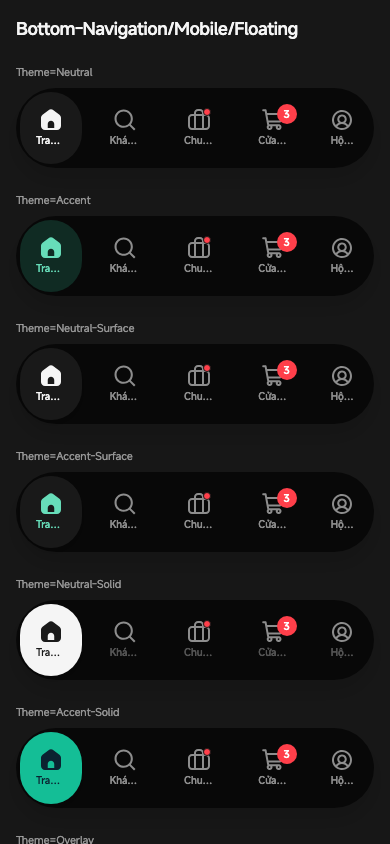 Bottom-Navigation/Mobile/Floating
Theme=Neutral
3
Tra... Khá... Chu... Cửa... Hộ...
Theme=Accent
3
Tra... Khá... Chu... Cửa... Hộ...
Theme=Neutral-Surface
3
Tra... Khá... Chu... Cửa... Hộ...
Theme=Accent-Surface
3
Tra... Khá... Chu... Cửa... Hộ...
Theme=Neutral-Solid
3
Tra... Khá... Chu... Cửa... Hộ...
Theme=Accent-Solid
3
Tra... Khá... Chu... Cửa... Hộ...
Theme=Overlay